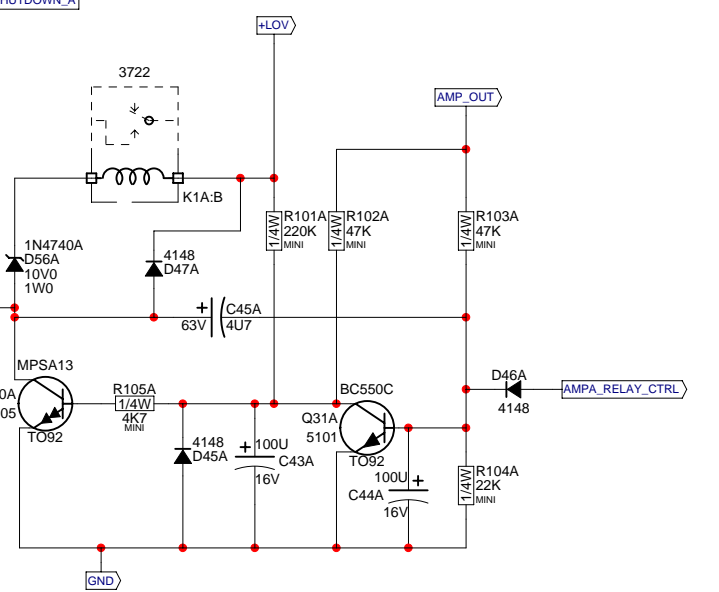 HUTDOWN_A
+LOV
3722
AMP_OUT
K1A:B
1/4W
R101A
220K
MINI
1/4W
R102A
47K
MINI
1/4W
R103A
47K
MINI
1N4740A
D56A
10V0
1W0
4148
D47A
+
63V
C45A
4U7
MPSA13
0A
05
TO92
R105A
1/4W
4K7
MINI
4148
D45A
+
100U
C43A
16V
BC550C
Q31A
5101
TO92
100U
+
C44A
16V
D46A
4148
AMPA_RELAY_CTRL
1/4W
R104A
22K
MINI
GND